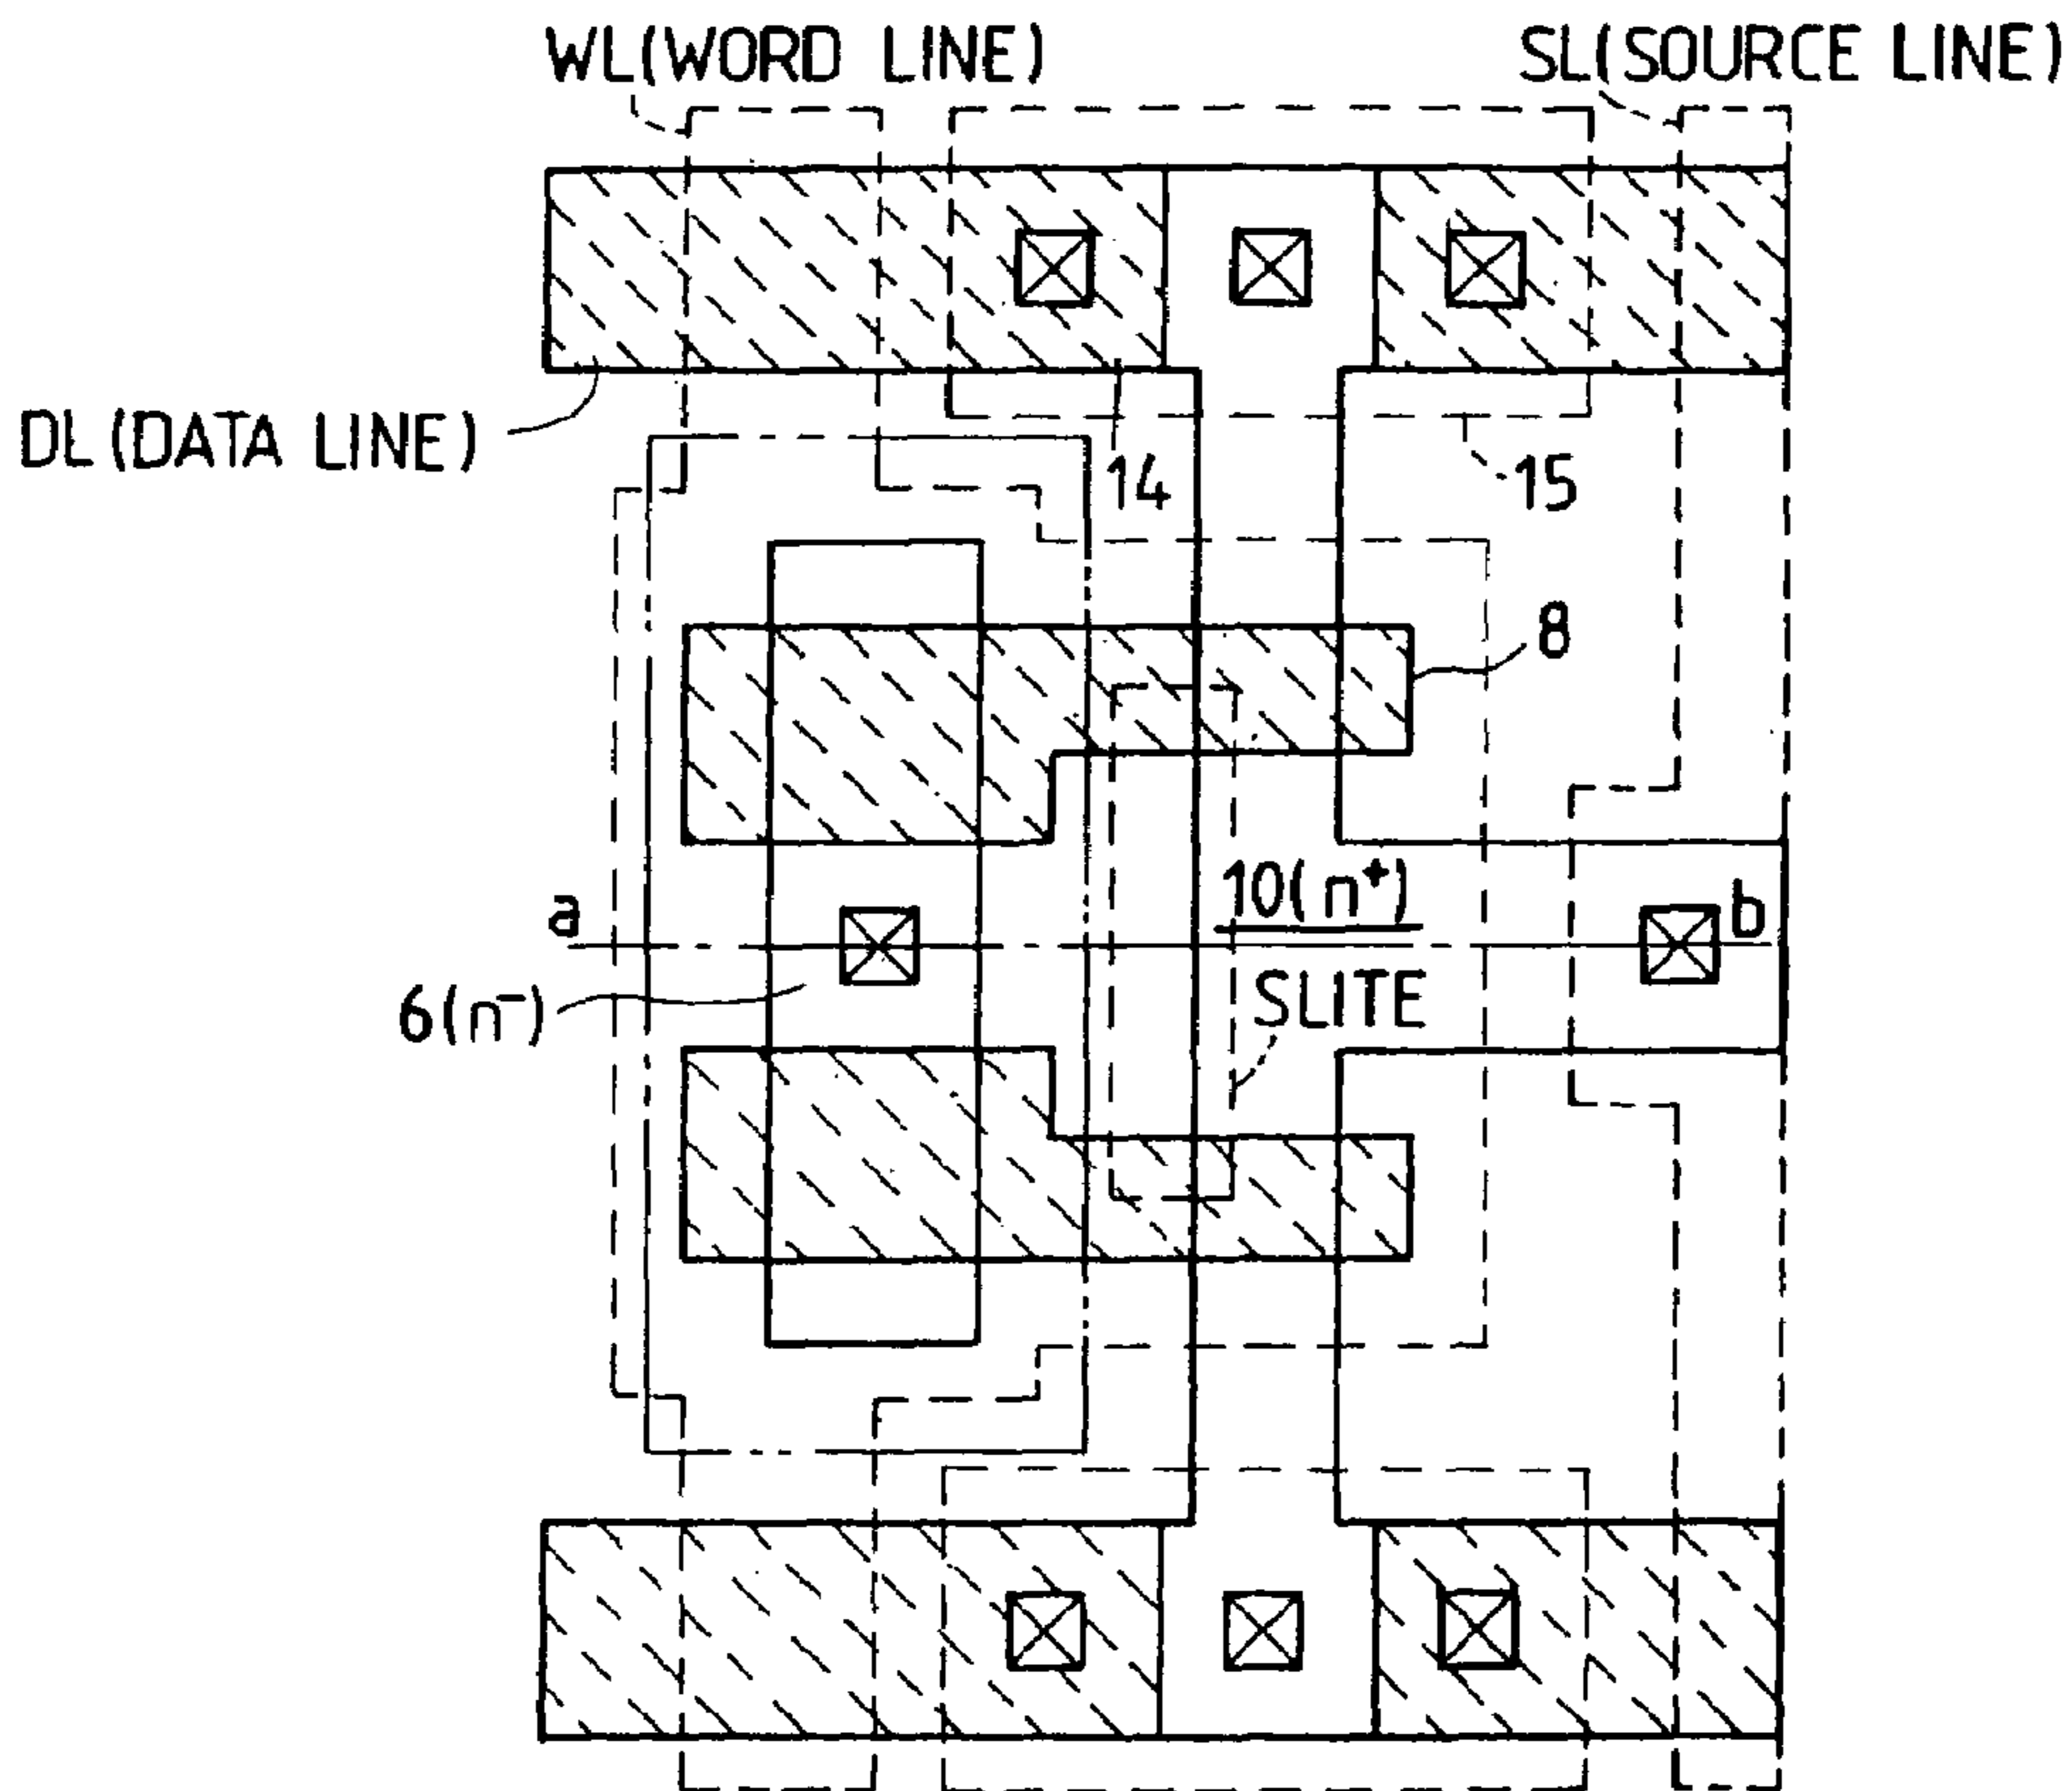 WL(WORD LINE)
SL(SOURCE LINE)
DL(DATA LINE)
14
15
8
10(n⁺)
a
b
6(n⁻)
SLITE